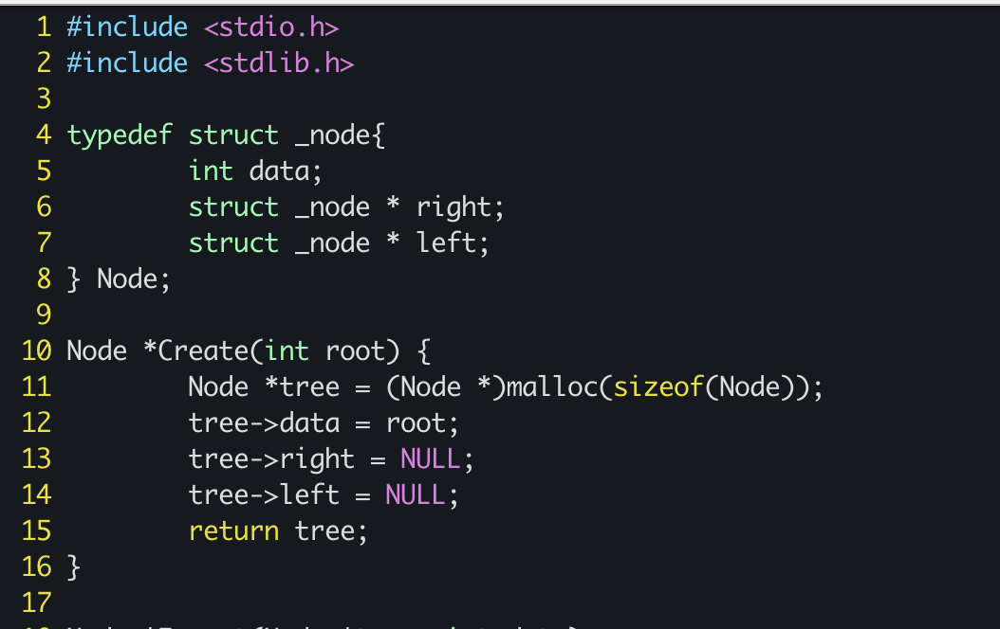 1 #include <stdio.h>
2 #include <stdlib.h>
3
4 typedef struct _node{
5         int data;
6         struct _node * right;
7         struct _node * left;
8 } Node;
9
10 Node *Create(int root) {
11         Node *tree = (Node *)malloc(sizeof(Node));
12         tree->data = root;
13         tree->right = NULL;
14         tree->left = NULL;
15         return tree;
16 }
17